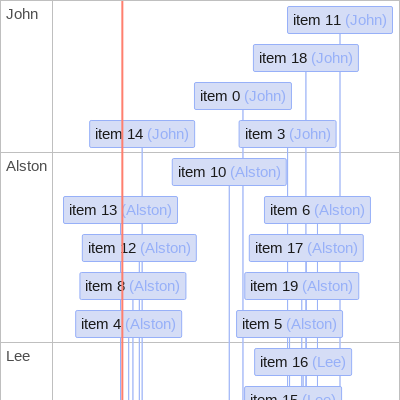 John
item 11 (John)
item 18 (John)
item 0 (John)
item 14 (John)
item 3 (John)
Alston
item 10 (Alston)
item 13 (Alston)
item 6 (Alston)
item 12 (Alston)
item 17 (Alston)
item 8 (Alston)
item 19 (Alston)
item 4 (Alston)
item 5 (Alston)
Lee
item 16 (Lee)
item 15 (Lee)